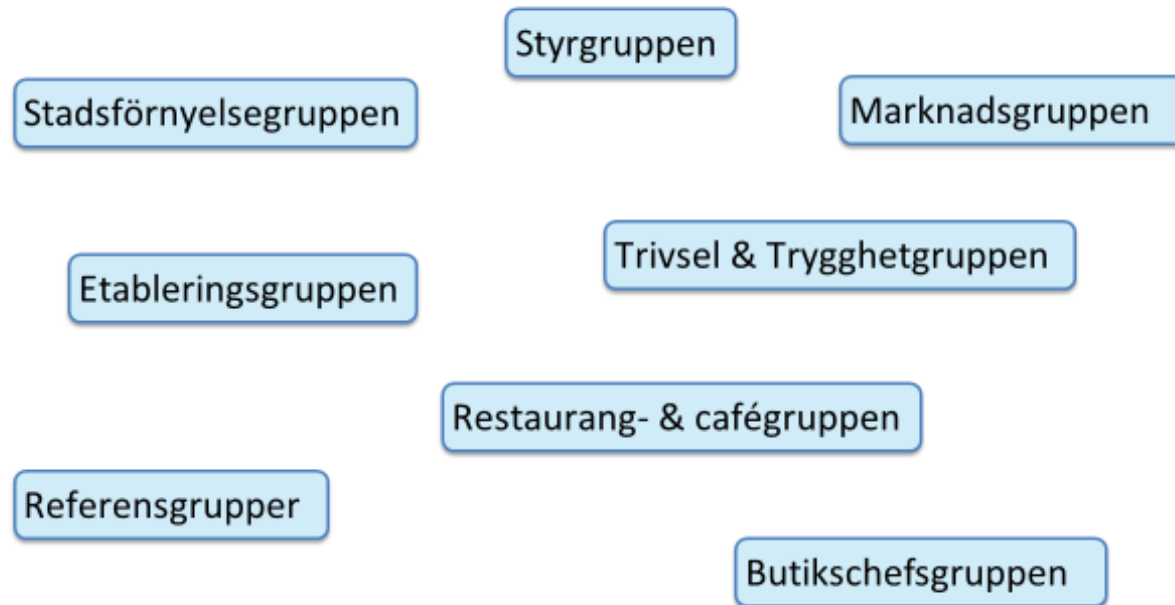 Styrgruppen
Stadsförnyelsegruppen
Marknadsgruppen
Trivsel & Trygghetgruppen
Etableringsgruppen
Restaurang- & cafégruppen
Referensgrupper
Butikschefsgruppen